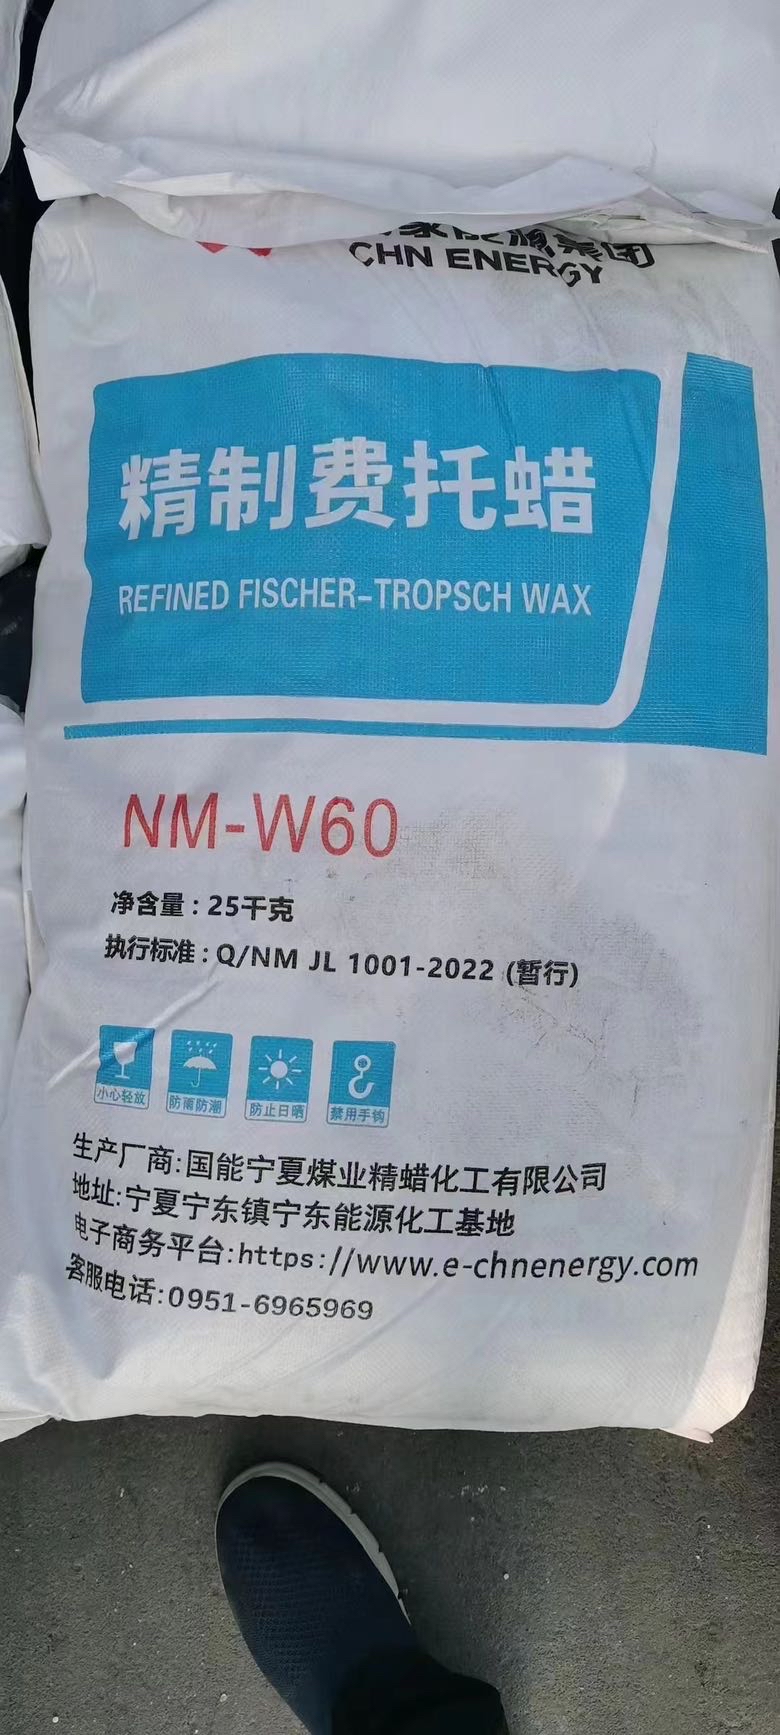 能源集团
CHN ENERGY
精制费托蜡
REFINED FISCHER-TROPSCH WAX
NM-W60
净含量：25千克
执行标准：Q/NM JL 1001-2022 (暂行)
小心轻放 防雨防潮 防止日晒 禁用手钩
生产厂商:国能宁夏煤业精蜡化工有限公司
地址:宁夏宁东镇宁东能源化工基地
电子商务平台:https://www.e-chnenergy.com
客服电话:0951-6965969